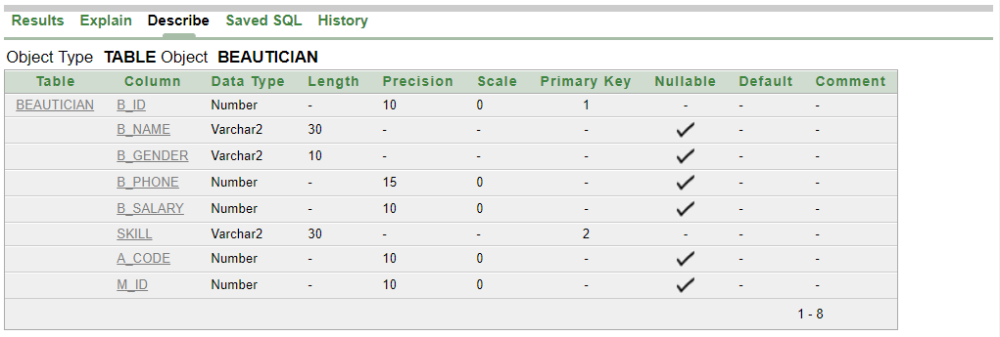 Results Explain Describe Saved SQL History
Object Type TABLE Object BEAUTICIAN
Table Column Data Type Length Precision Scale Primary Key Nullable Default Comment
BEAUTICIAN B_ID Number - 10 0 1 - - -
B_NAME Varchar2 30 - - - ✓ - -
B_GENDER Varchar2 10 - - - ✓ - -
B_PHONE Number - 15 0 - ✓ - -
B_SALARY Number - 10 0 - ✓ - -
SKILL Varchar2 30 - - 2 - - -
A_CODE Number - 10 0 - ✓ - -
M_ID Number - 10 0 - ✓ - -
1 - 8